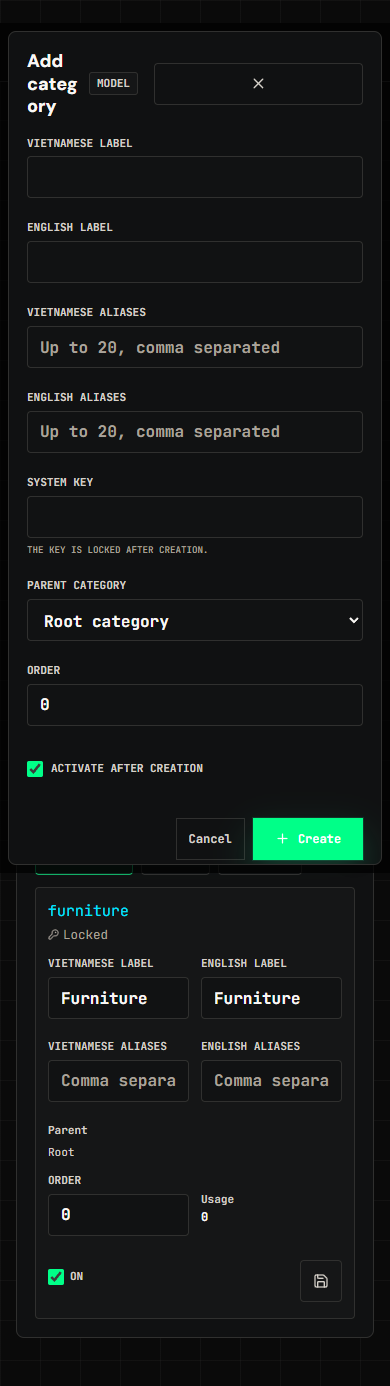 Add
categ
ory
MODEL
VIETNAMESE LABEL
ENGLISH LABEL
VIETNAMESE ALIASES
Up to 20, comma separated
ENGLISH ALIASES
Up to 20, comma separated
SYSTEM KEY
THE KEY IS LOCKED AFTER CREATION.
PARENT CATEGORY
Root category
ORDER
0
ACTIVATE AFTER CREATION
Cancel
Create
furniture
Locked
VIETNAMESE LABEL ENGLISH LABEL
Furniture Furniture
VIETNAMESE ALIASES ENGLISH ALIASES
Comma separa Comma separa
Parent
Root
ORDER
0
Usage
0
ON